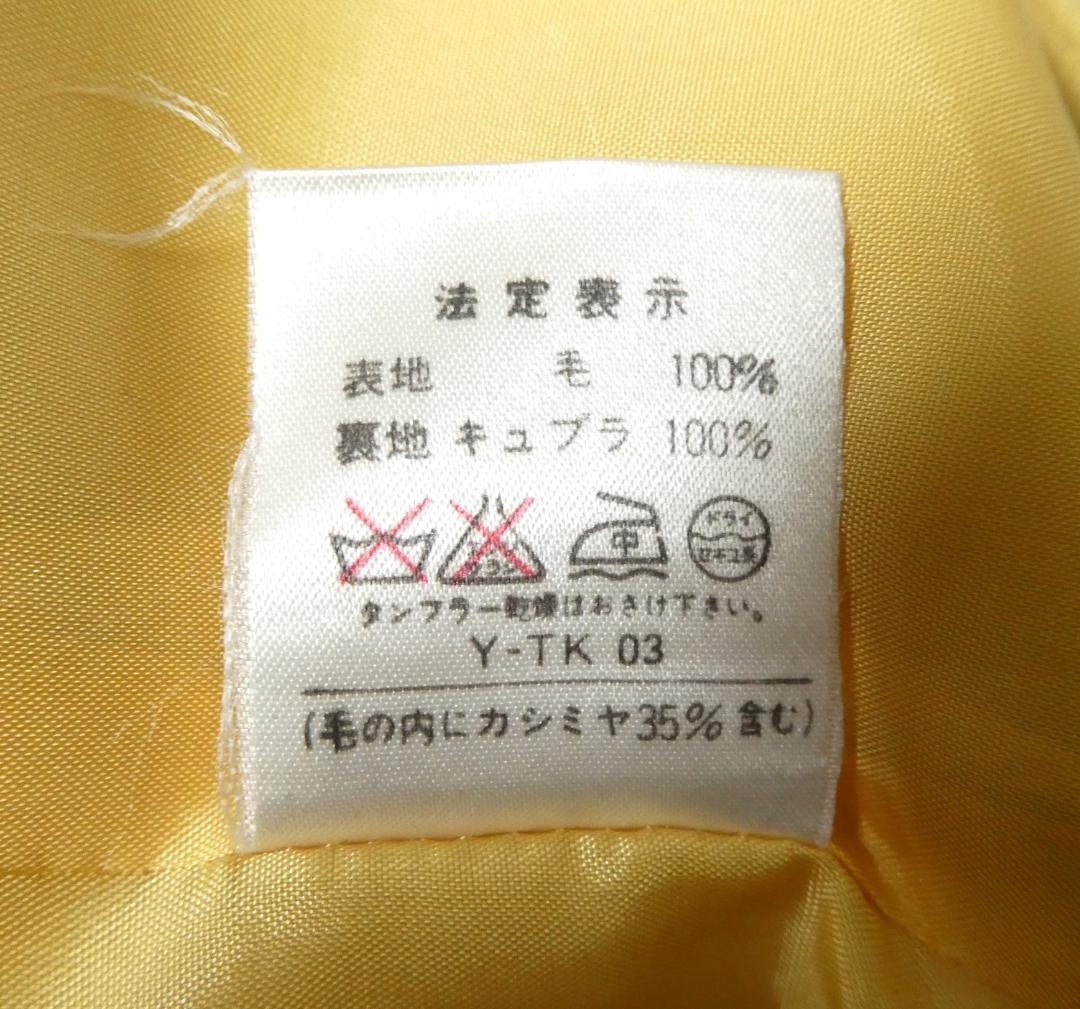 法定表示
表地 毛 100%
裏地 キュプラ 100%
中 ドライ
セキユ系
タンブラー乾燥はおさけ下さい。
Y-TK 03
(毛の内にカシミヤ35%含む)